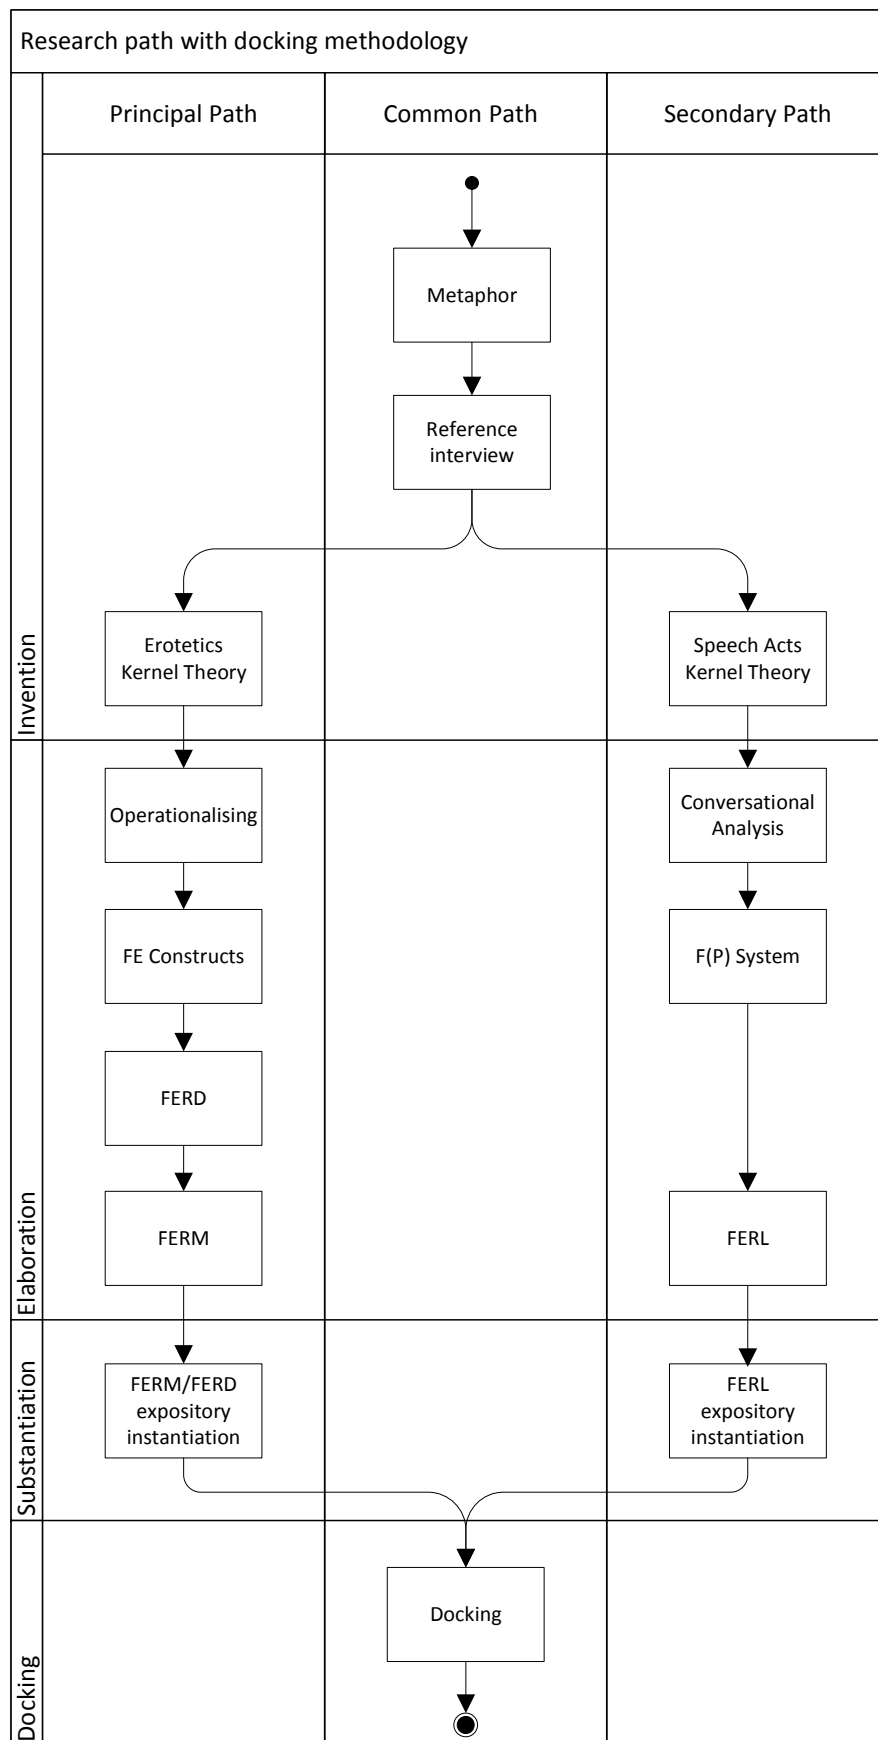 Research path with docking methodology
Principal Path
Common Path
Secondary Path
Invention
Metaphor
Reference
interview
Erotetics
Kernel Theory
Speech Acts
Kernel Theory
Elaboration
Operationalising
Conversational
Analysis
FE Constructs
F(P) System
FERD
FERM
FERL
Substantiation
FERM/FERD
expository
instantiation
FERL
expository
instantiation
Docking
Docking